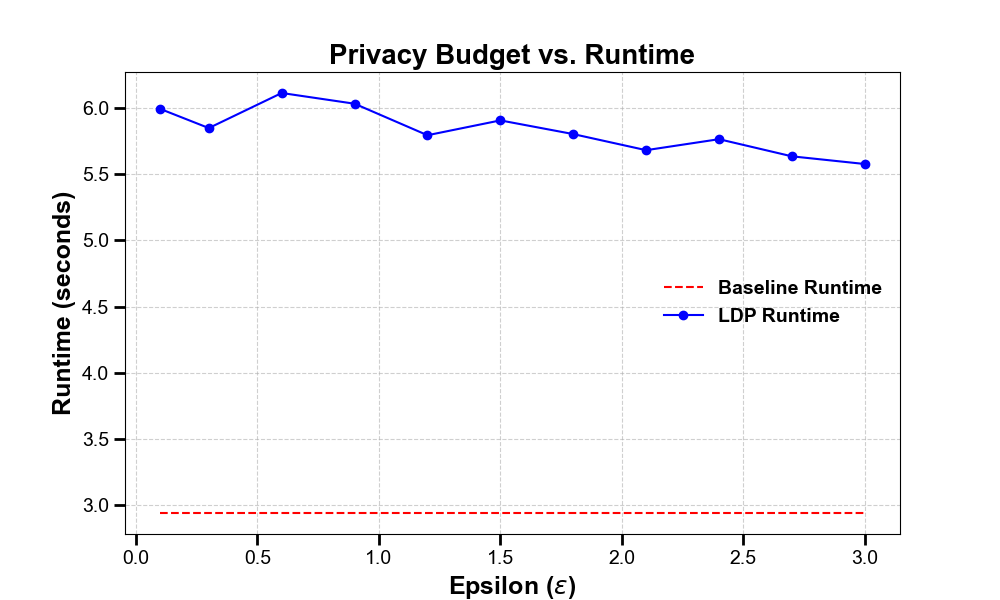 Privacy Budget vs. Runtime
Runtime (seconds)
6.0
5.5
5.0
4.5
4.0
3.5
3.0
Baseline Runtime
LDP Runtime
0.0 0.5 1.0 1.5 2.0 2.5 3.0
Epsilon (ε)